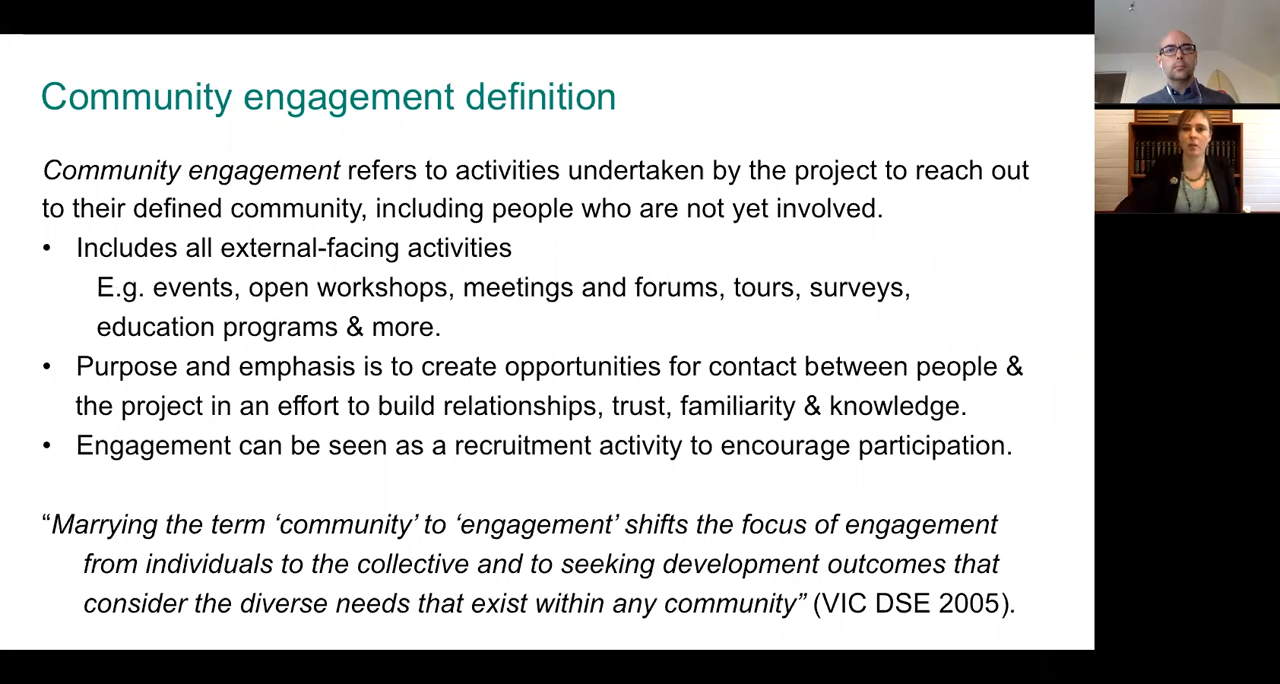 Community engagement definition
Community engagement refers to activities undertaken by the project to reach out
to their defined community, including people who are not yet involved.
• Includes all external-facing activities
E.g. events, open workshops, meetings and forums, tours, surveys,
education programs & more.
• Purpose and emphasis is to create opportunities for contact between people &
the project in an effort to build relationships, trust, familiarity & knowledge.
• Engagement can be seen as a recruitment activity to encourage participation.
“Marrying the term ‘community’ to ‘engagement’ shifts the focus of engagement
from individuals to the collective and to seeking development outcomes that
consider the diverse needs that exist within any community” (VIC DSE 2005).